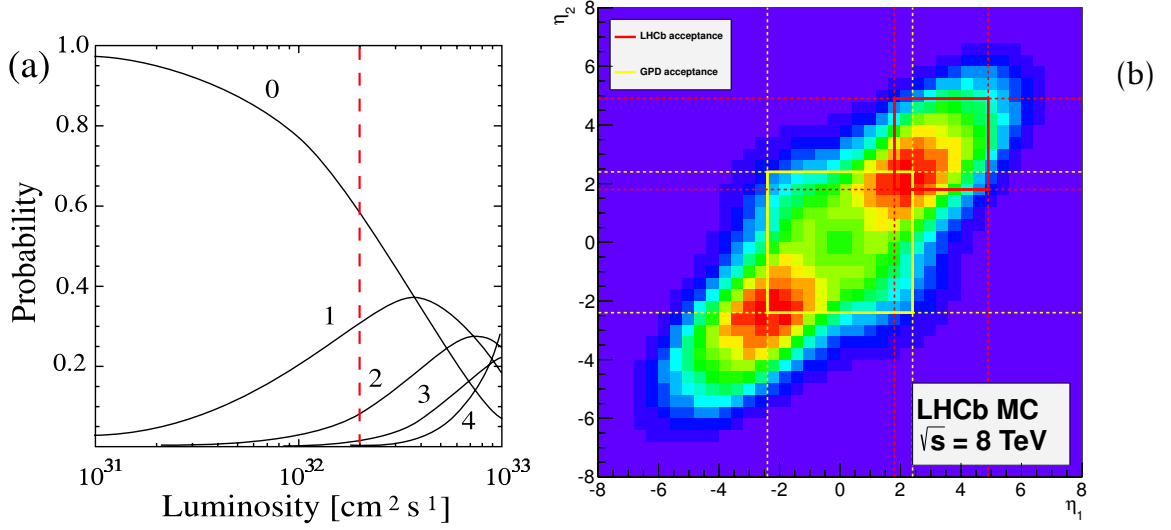 (a)
Probability
1.0
0.8
0.6
0.4
0.2
0
1
2
3
4
10^31
10^32
10^33
Luminosity [cm 2 s 1]
η2
8
6
4
2
0
-2
-4
-6
-8
LHCb acceptance
GPD acceptance
LHCb MC
√s = 8 TeV
-8 -6 -4 -2 0 2 4 6 8
η1
(b)